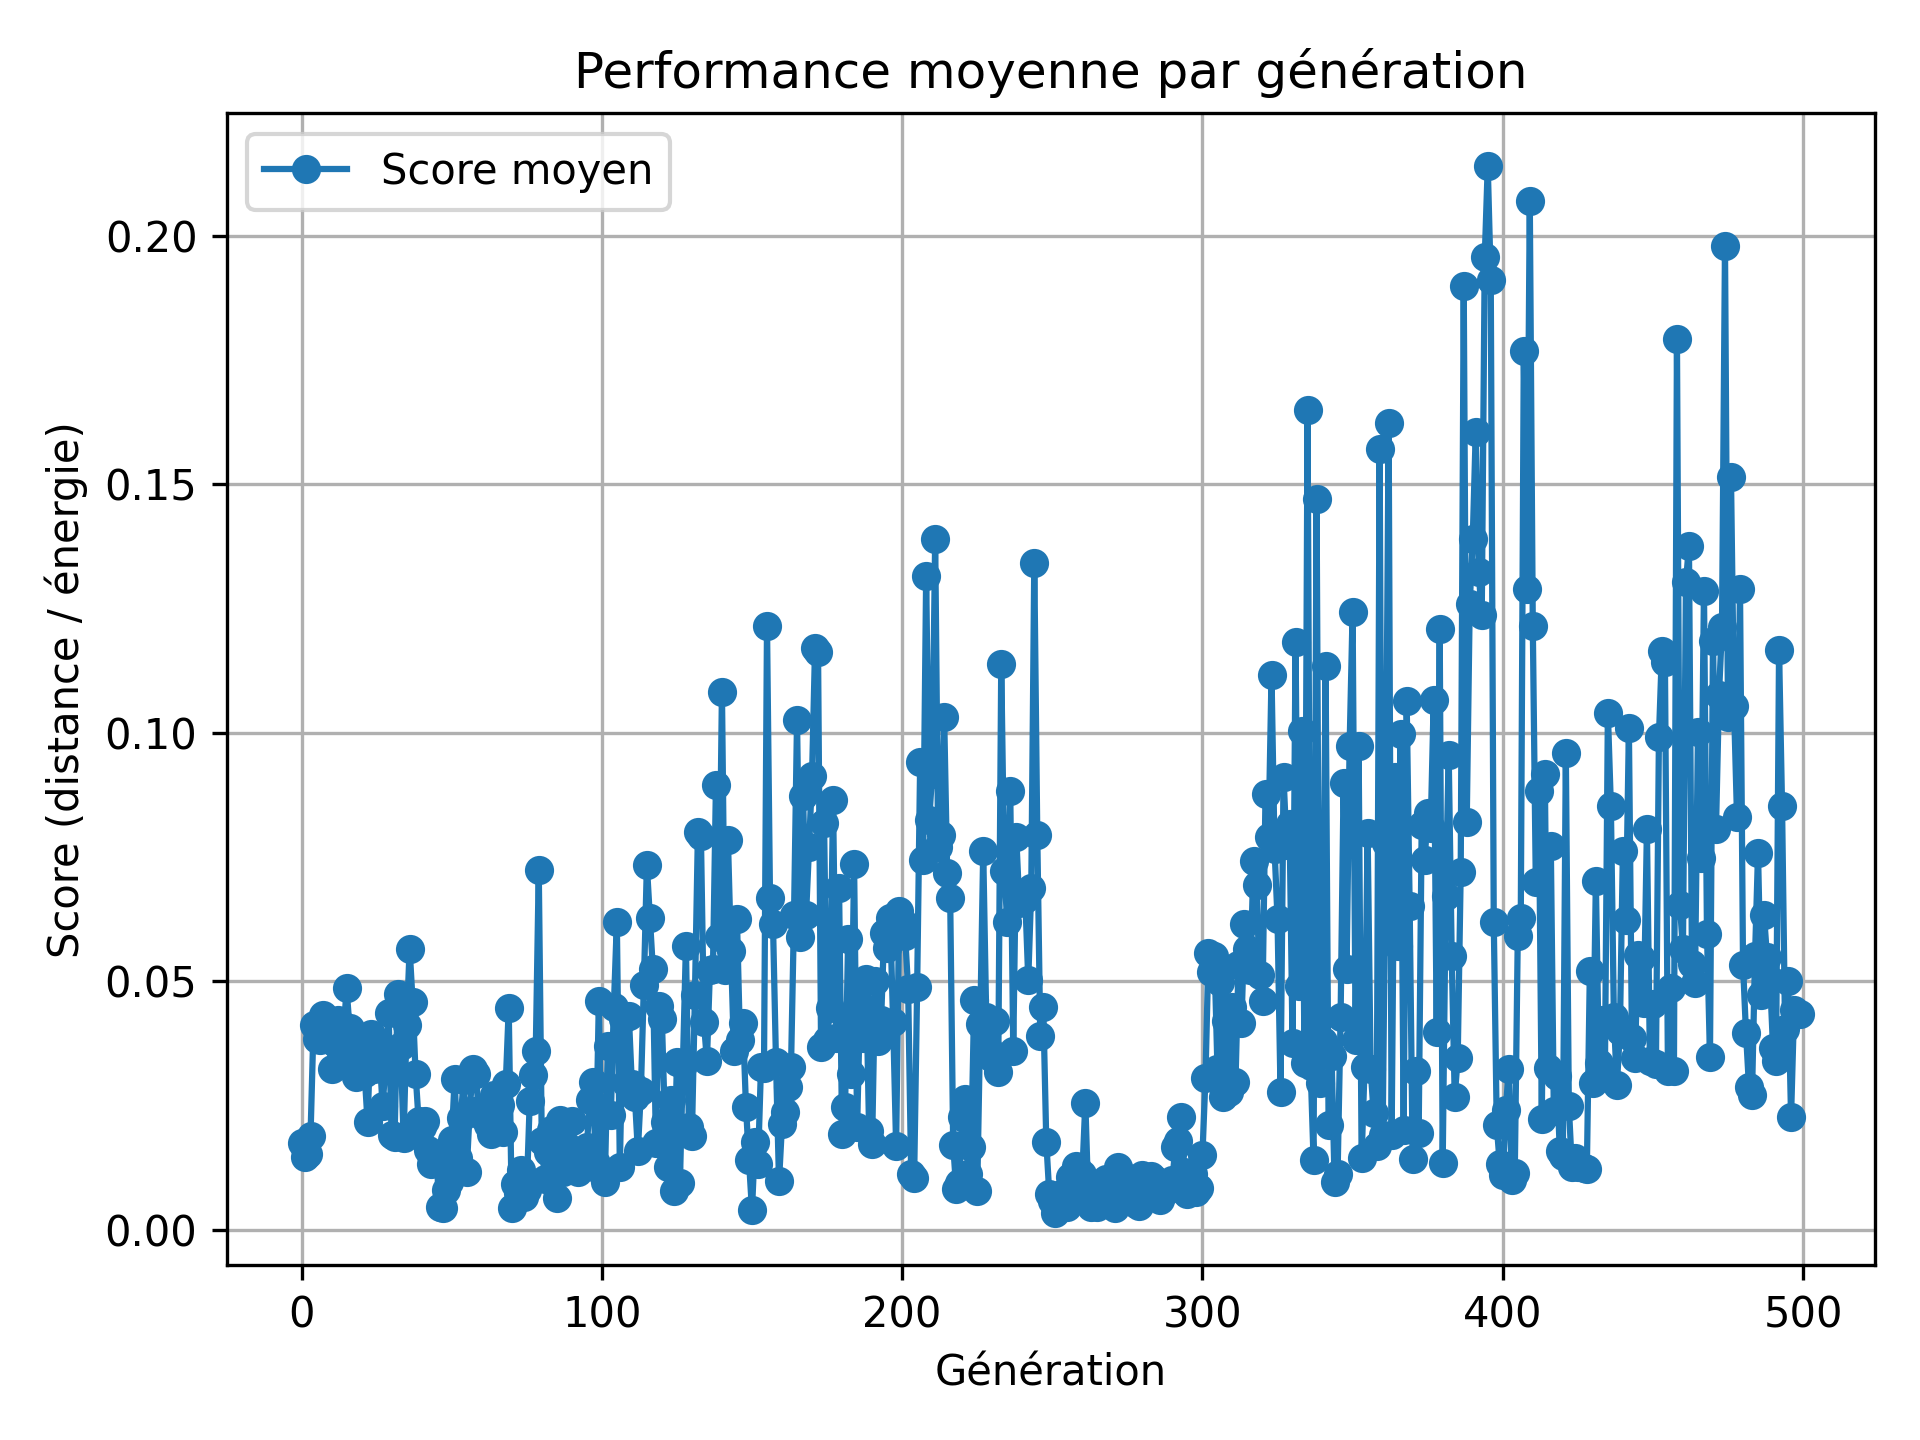 Performance moyenne par génération
Score moyen
Score (distance / énergie)
0.20
0.15
0.10
0.05
0.00
0 100 200 300 400 500
Génération